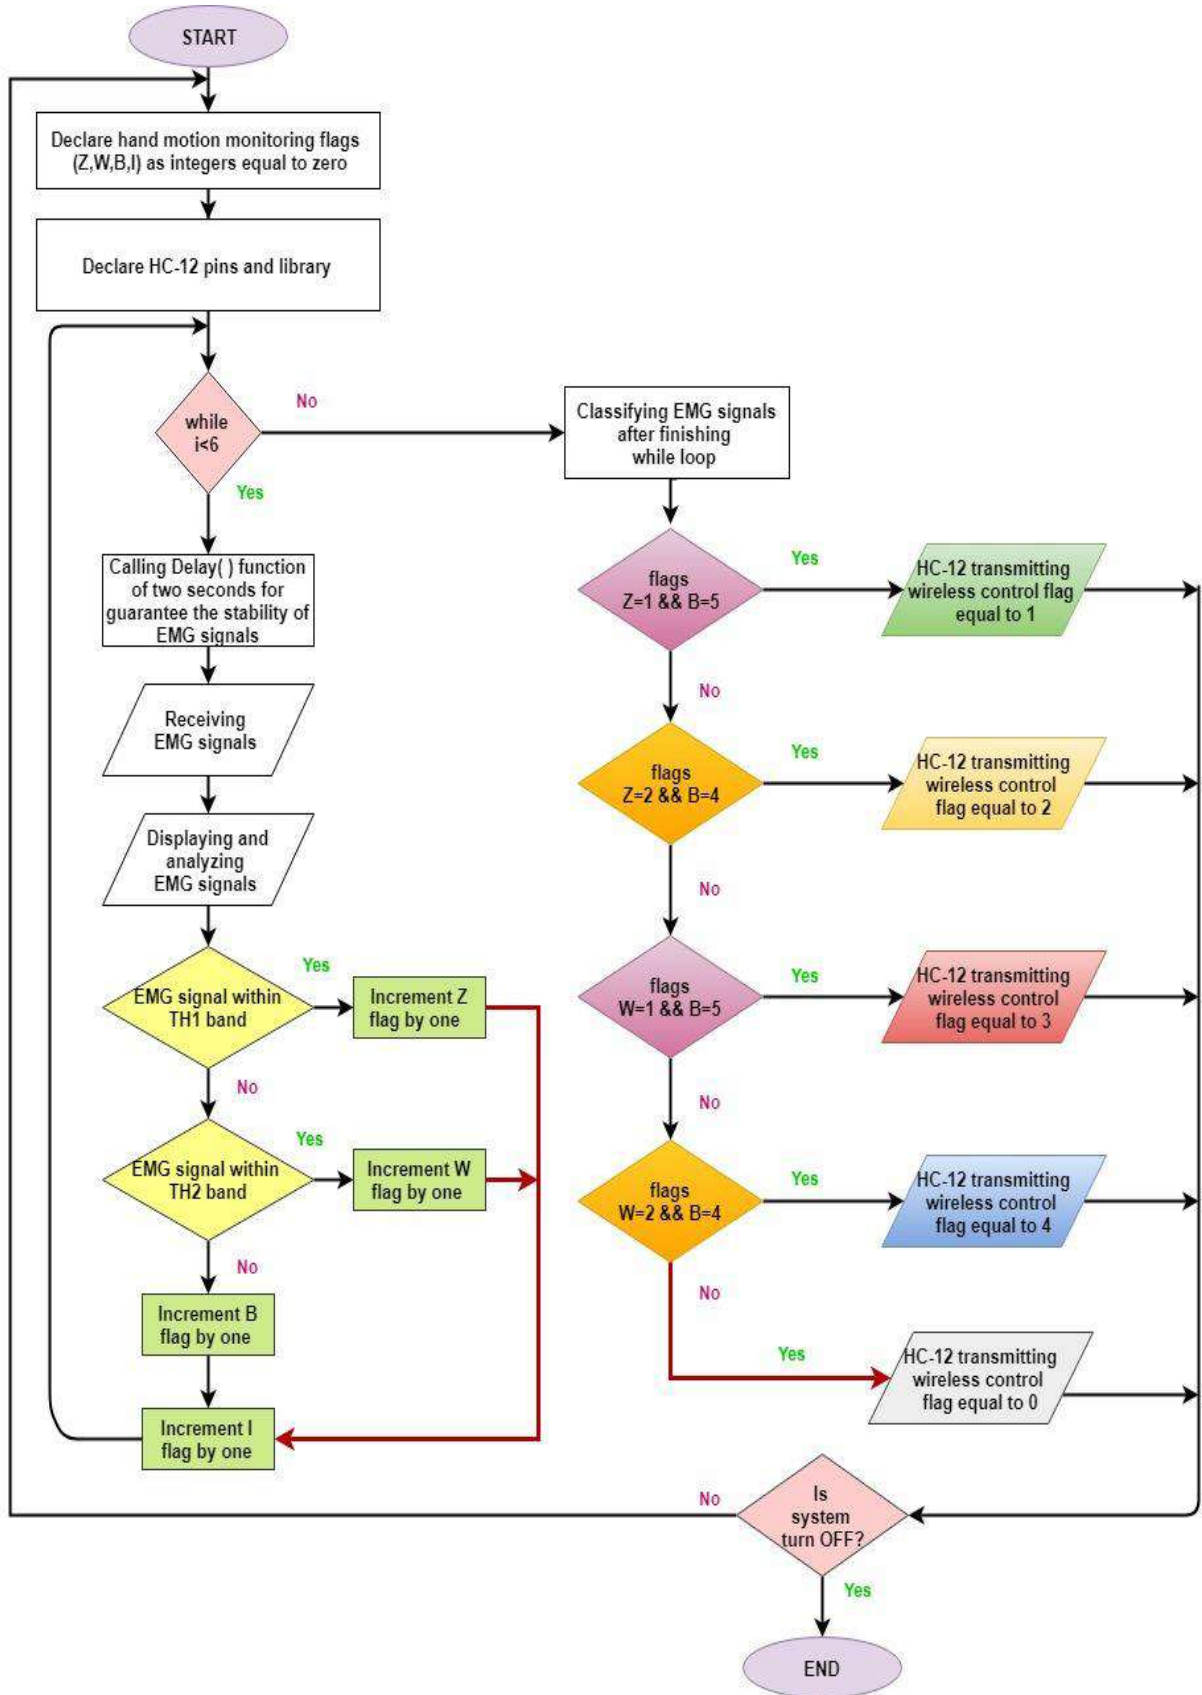 START
Declare hand motion monitoring flags
(Z,W,B,I) as integers equal to zero
Declare HC-12 pins and library
while
i<6
No
Yes
Calling Delay( ) function
of two seconds for
guarantee the stability of
EMG signals
Receiving
EMG signals
Displaying and
analyzing
EMG signals
EMG signal within
TH1 band
Yes
Increment Z
flag by one
No
EMG signal within
TH2 band
Yes
Increment W
flag by one
No
Increment B
flag by one
Increment I
flag by one
Classifying EMG signals
after finishing
while loop
flags
Z=1 && B=5
Yes
HC-12 transmitting
wireless control flag
equal to 1
No
flags
Z=2 && B=4
Yes
HC-12 transmitting
wireless control
flag equal to 2
No
flags
W=1 && B=5
Yes
HC-12 transmitting
wireless control
flag equal to 3
No
flags
W=2 && B=4
Yes
HC-12 transmitting
wireless control
flag equal to 4
No
Yes
HC-12 transmitting
wireless control
flag equal to 0
Is
system
turn OFF?
No
Yes
END